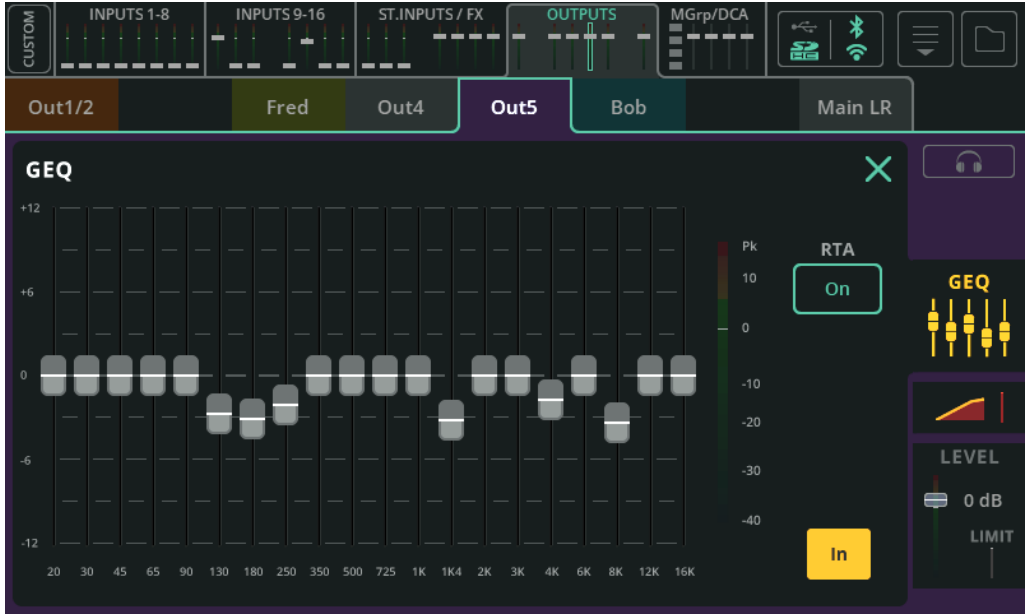 CUSTOM
INPUTS 1-8
INPUTS 9-16
ST.INPUTS / FX
OUTPUTS
MGrp/DCA
SD
HC
Out1/2
Fred
Out4
Out5
Bob
Main LR
GEQ
+12
+6
0
-6
-12
20 30 45 65 90 130 180 250 350 500 725 1K 1K4 2K 3K 4K 6K 8K 12K 16K
Pk
10
0
-10
-20
-30
-40
RTA
On
In
GEQ
LEVEL
0 dB
LIMIT